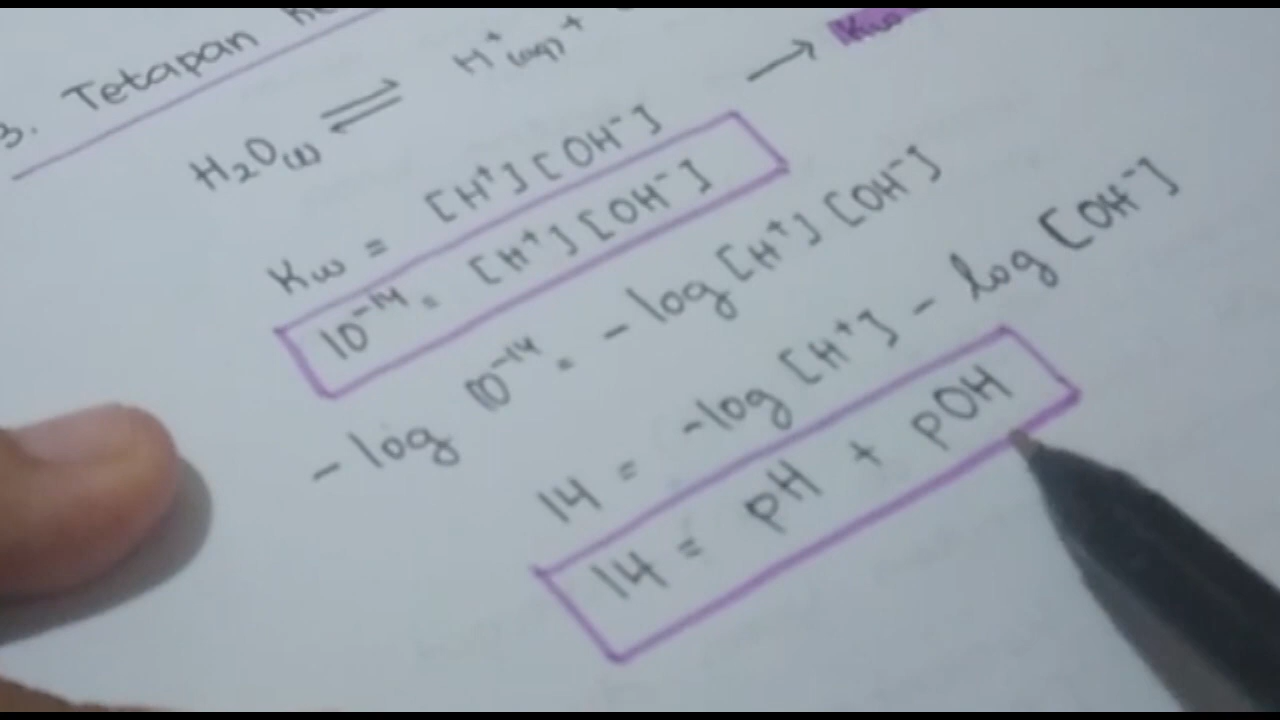 3. Tetapan
H₂O(l) ⇌ H⁺(aq) +
Kw = [H⁺] [OH⁻] → Kw
10⁻¹⁴ = [H⁺] [OH⁻]
- log 10⁻¹⁴ = - log [H⁺] [OH⁻]
14 = -log [H⁺] - log [OH⁻]
14 = pH + pOH